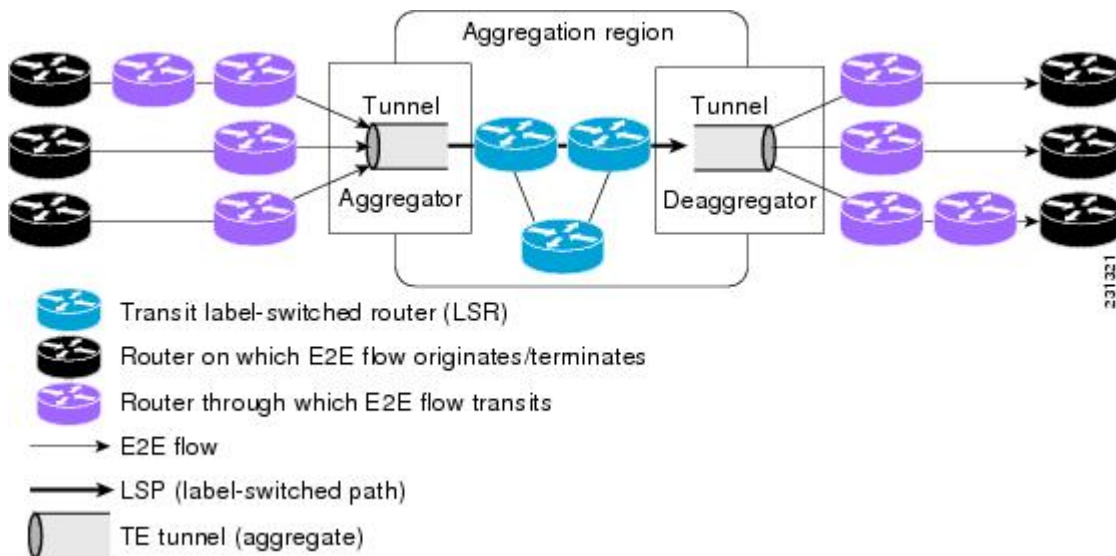 Aggregation region
Tunnel
Tunnel
Aggregator
Deaggregator
231321
Transit label-switched router (LSR)
Router on which E2E flow originates/terminates
Router through which E2E flow transits
E2E flow
LSP (label-switched path)
TE tunnel (aggregate)